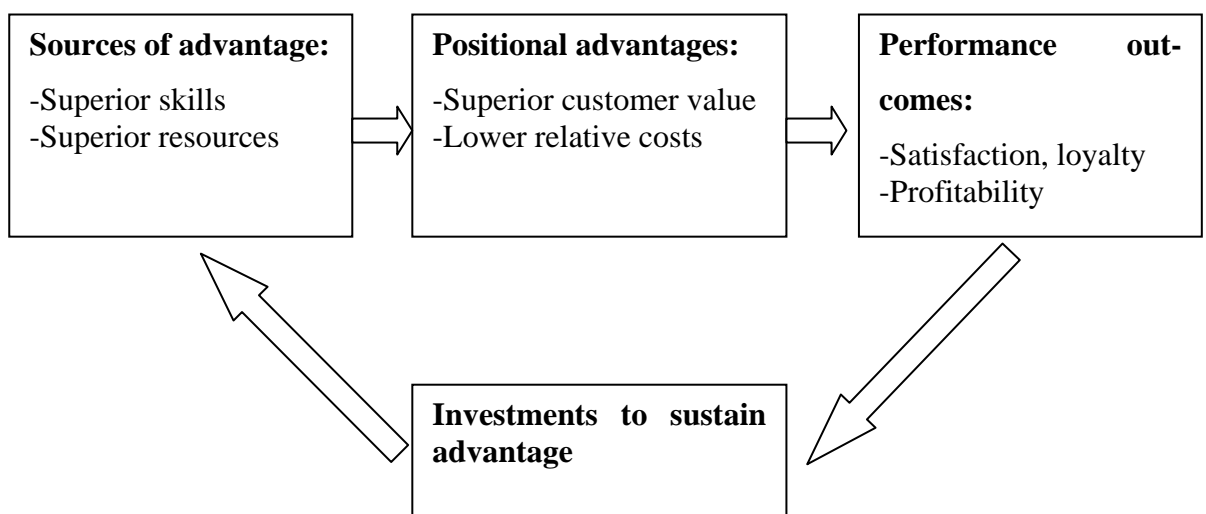 Sources of advantage:
-Superior skills
-Superior resources
Positional advantages:
-Superior customer value
-Lower relative costs
Performance out-
comes:
-Satisfaction, loyalty
-Profitability
Investments to sustain
advantage